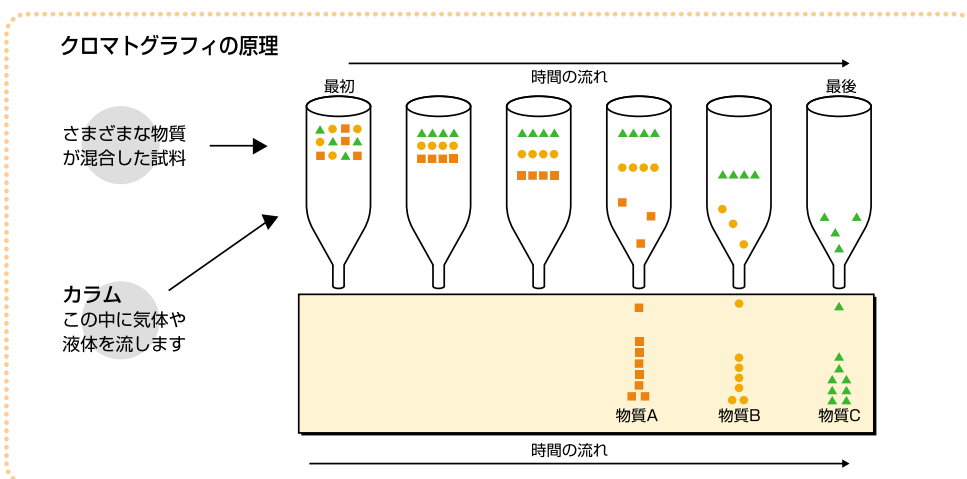 クロマトグラフィの原理
時間の流れ
最初
最後
さまざまな物質
が混合した試料
カラム
この中に気体や
液体を流します
物質A
物質B
物質C
時間の流れ